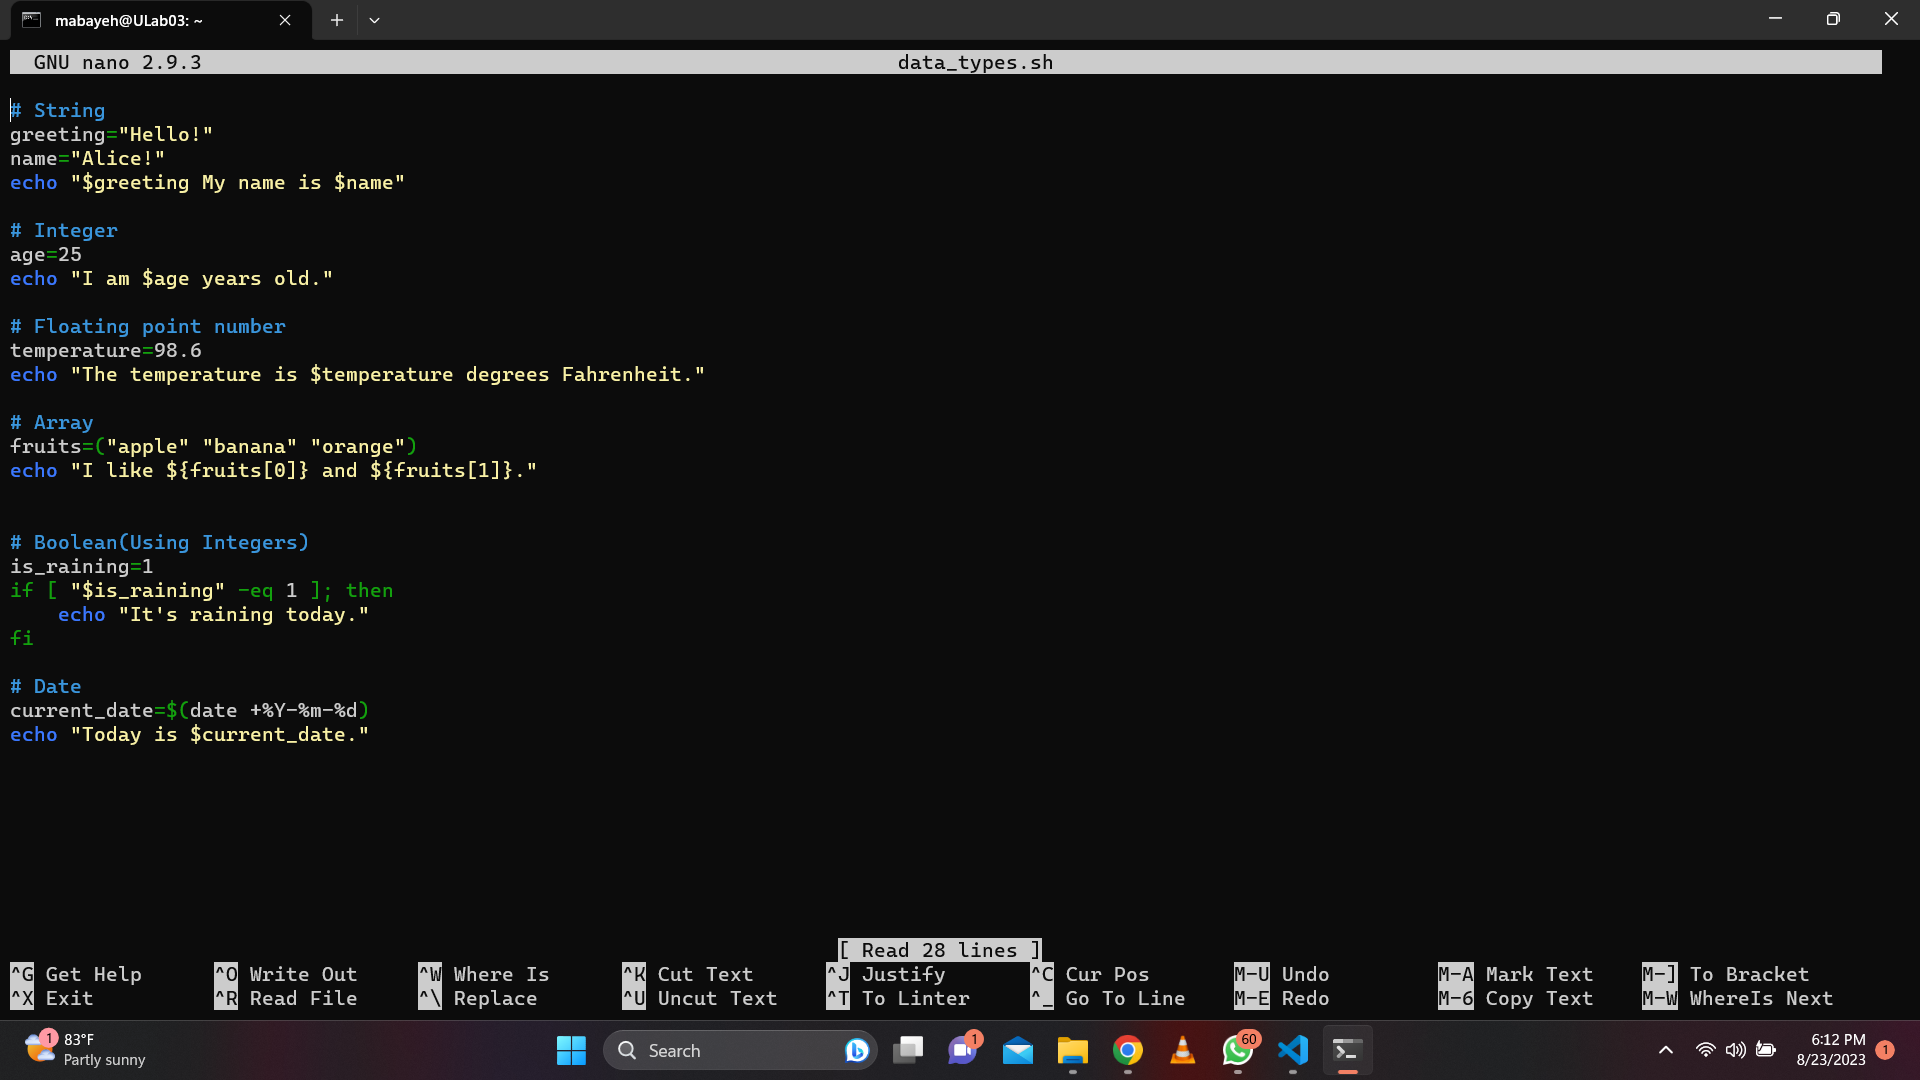 mabayeh@ULab03: ~
GNU nano 2.9.3 data_types.sh
# String
greeting="Hello!"
name="Alice!"
echo "$greeting My name is $name"
# Integer
age=25
echo "I am $age years old."
# Floating point number
temperature=98.6
echo "The temperature is $temperature degrees Fahrenheit."
# Array
fruits=("apple" "banana" "orange")
echo "I like ${fruits[0]} and ${fruits[1]}."
# Boolean(Using Integers)
is_raining=1
if [ "$is_raining" -eq 1 ]; then
    echo "It's raining today."
fi
# Date
current_date=$(date +%Y-%m-%d)
echo "Today is $current_date."
[ Read 28 lines ]
^G Get Help ^O Write Out ^W Where Is ^K Cut Text ^J Justify ^C Cur Pos M-U Undo M-A Mark Text M-] To Bracket
^X Exit ^R Read File ^\ Replace ^U Uncut Text ^T To Linter ^_ Go To Line M-E Redo M-6 Copy Text M-W WhereIs Next
1 83°F
Partly sunny
Search
1
60
6:12 PM
8/23/2023
1